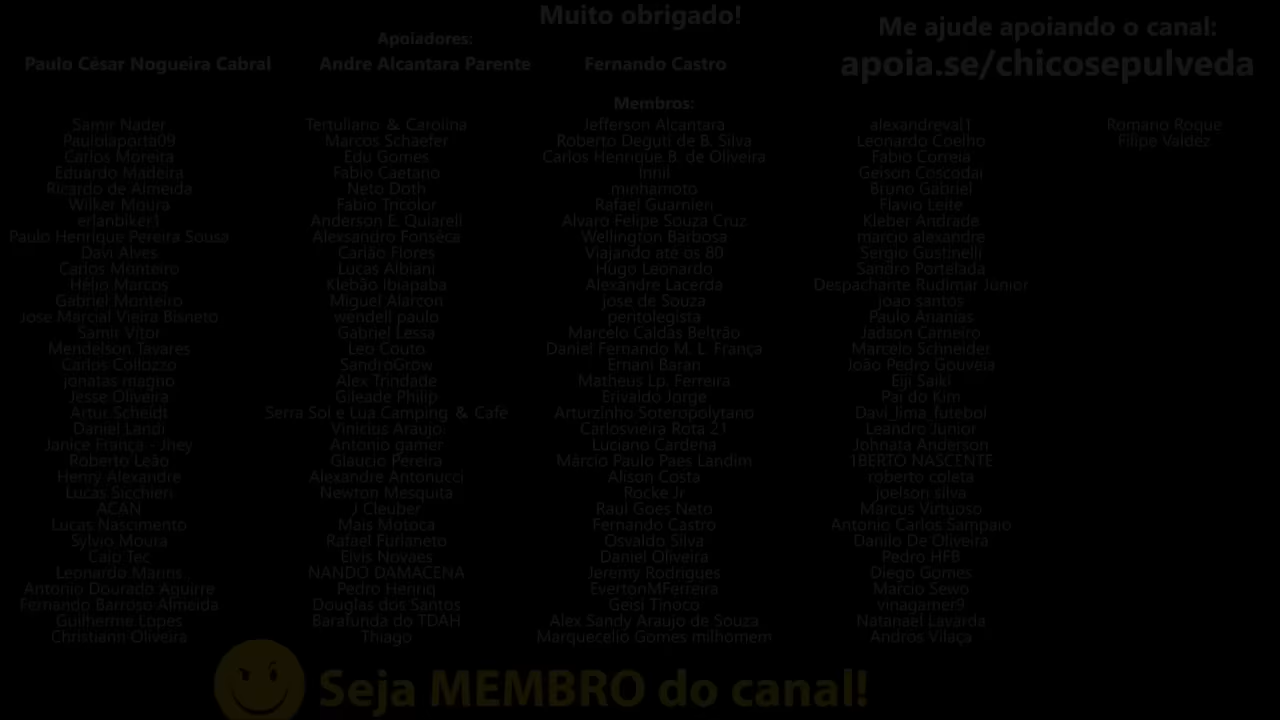 Muito obrigado!
Me ajude apoiando o canal:
apoia.se/chicosepulveda
Apoiadores:
Paulo César Nogueira Cabral
Andre Alcantara Parente
Fernando Castro
Membros:
Samir Nader
Paulolaporta09
Carlos Moreira
Eduardo Madeira
Ricardo de Almeida
Wilker Moura
erlanbiker1
Paulo Henrique Pereira Sousa
Davi Alves
Carlos Monteiro
Hélio Marcos
Gabriel Monteiro
Jose Marcial Vieira Bisneto
Samir Vitor
Mendelson Tavares
Carlos Collozzo
jonatas magno
Jesse Oliveira
Artur Scheidt
Daniel Landi
Janice França - Jhey
Roberto Leão
Henry Alexandre
Lucas Sicchieri
ACAN
Lucas Nascimento
Sylvio Moura
Caio Tec
Leonardo Marins
Antonio Dourado Aguirre
Fernando Barroso Almeida
Guilherme Lopes
Christiann Oliveira
Tertuliano & Carolina
Marcos Schaefer
Edu Gomes
Fabio Caetano
Neto Doth
Fabio Tricolor
Anderson E. Quiareli
Alexsandro Fonsêca
Carlão Flores
Lucas Albiani
Klebão Ibiapaba
Miguel Alarcon
wendell paulo
Gabriel Lessa
Leo Couto
SandroGrow
Alex Trindade
Gileade Philip
Serra Sol e Lua Camping & Cafe
Vinicius Araujo
Antonio gamer
Glaucio Pereira
Alexandre Antonucci
Newton Mesquita
J Cleuber
Mais Motoca
Rafael Furlaneto
Elvis Novaes
NANDO DAMACENA
Pedro Henriq
Douglas dos Santos
Barafunda do TDAH
Thiago
Jefferson Alcantara
Roberto Deguti de B. Silva
Carlos Henrique B. de Oliveira
minhamoto
Rafael Guarnieri
Alvaro Felipe Souza Cruz
Wellington Barbosa
Viajando até os 80
Hugo Leonardo
Alexandre Lacerda
jose de Souza
peritologista
Marcelo Caldas Beltrão
Daniel Fernando M. L. França
Ernani Baran
Matheus Lp. Ferreira
Erivaldo Jorge
Arturzinho Soteropolytano
Carlosvieira Rota 21
Luciano Cardena
Márcio Paulo Paes Landim
Alison Costa
Rocke Jr
Raul Goes Neto
Fernando Castro
Osvaldo Silva
Daniel Oliveira
Jeremy Rodrigues
EvertonMFerreira
Geisi Tinoco
Alex Sandy Araujo de Souza
Marquecelio Gomes milhomem
alexandreval1
Leonardo Coelho
Fabio Correia
Geison Coscodai
Bruno Gabriel
Flavio Leite
Kleber Andrade
marcio alexandre
Sergio Gustinelli
Sandro Portelada
Despachante Rudimar Junior
joao santos
Paulo Ananias
Jadson Carneiro
Marcelo Schneider
João Pedro Gouveia
Eiji Saiki
Pai do Kim
Davi_lima_futebol
Leandro Junior
Johnata Anderson
1BERTO NASCENTE
roberto coleta
joelson silva
Marcus Virtuoso
Antonio Carlos Sampaio
Danilo De Oliveira
Pedro HFB
Diego Gomes
Marcio Sewo
vinagamer9
Natanael Lavarda
Andros Vilaça
Romario Roque
Filipe Valdez
Seja MEMBRO do canal!